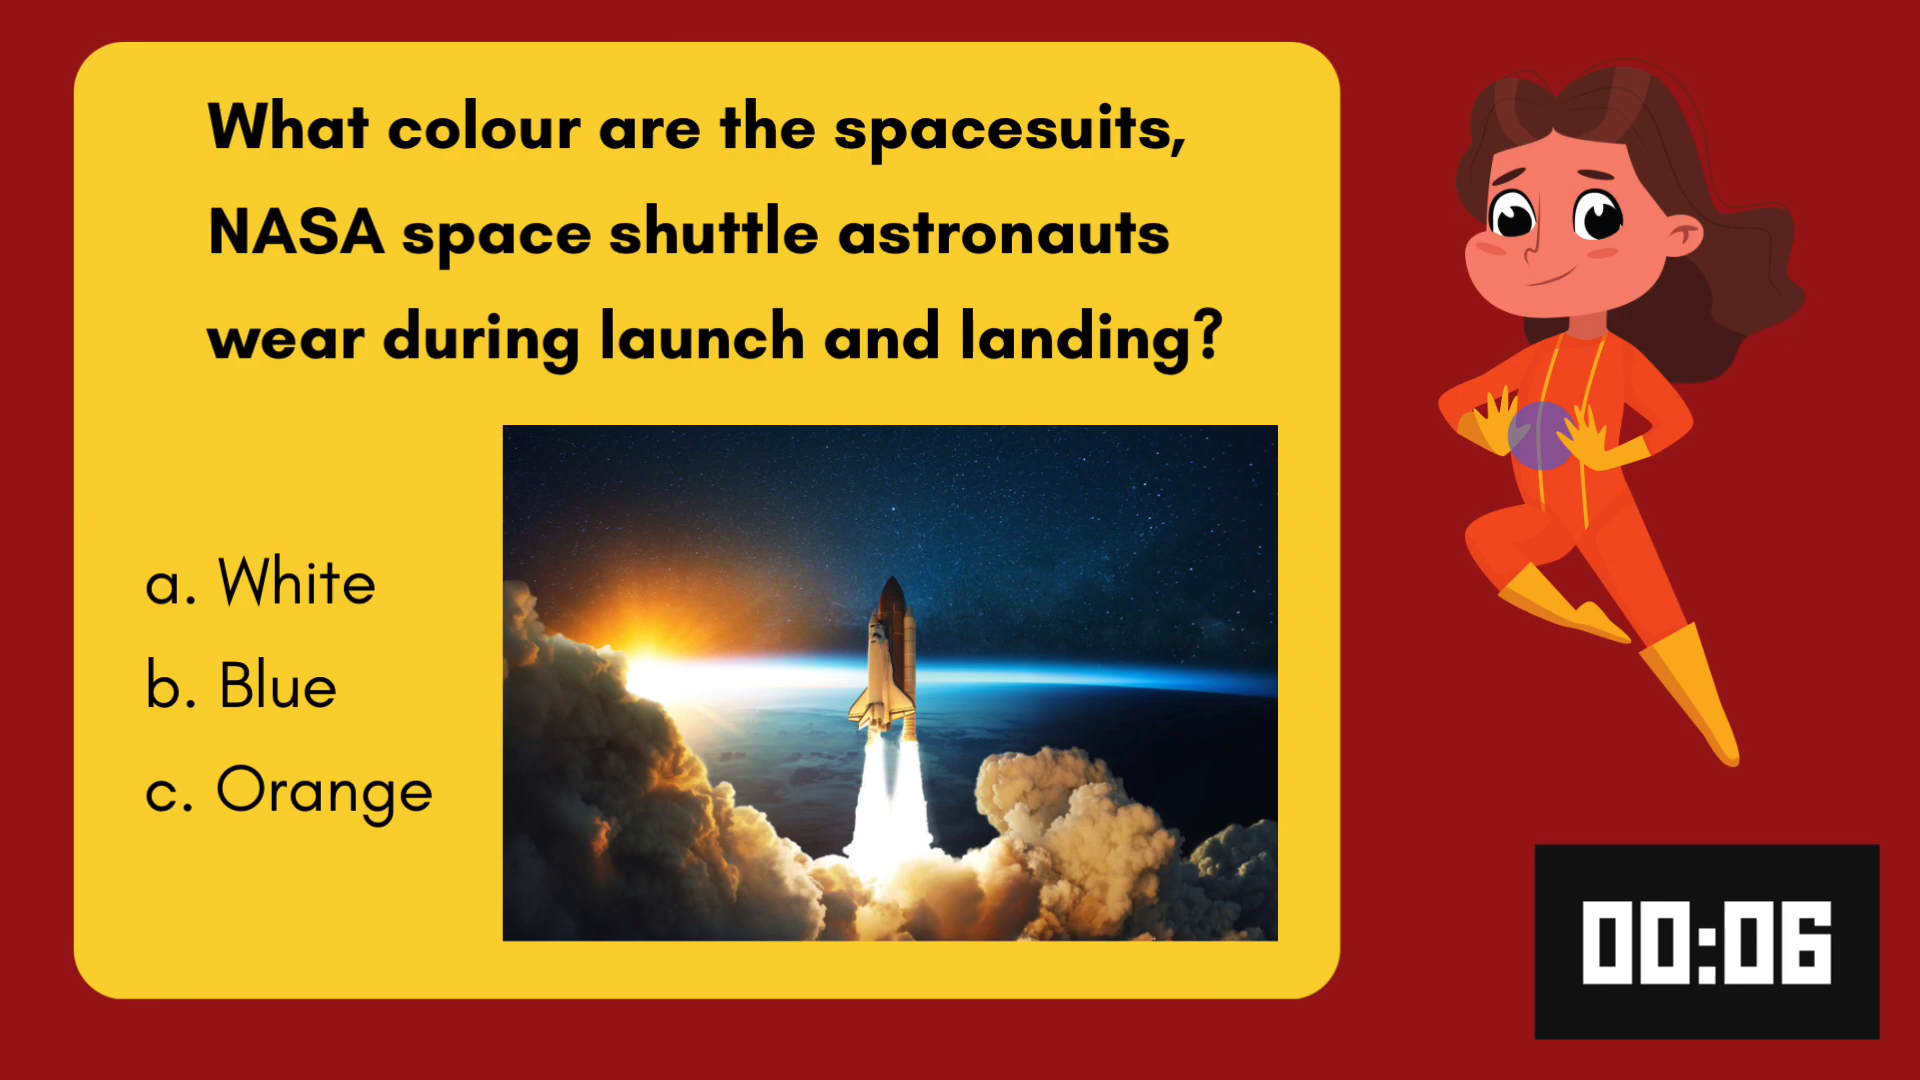 What colour are the spacesuits,
NASA space shuttle astronauts
wear during launch and landing?
a. White
b. Blue
c. Orange
00:06